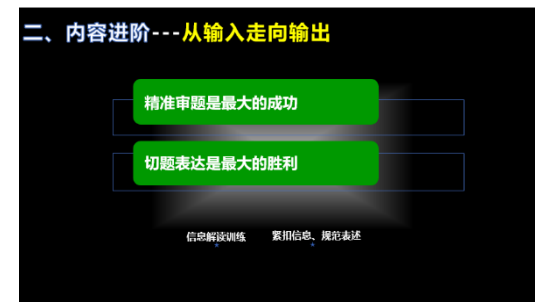 二、内容进阶---从输入走向输出
精准审题是最大的成功
切题表达是最大的胜利
信息解读训练 紧扣信息、规范表述